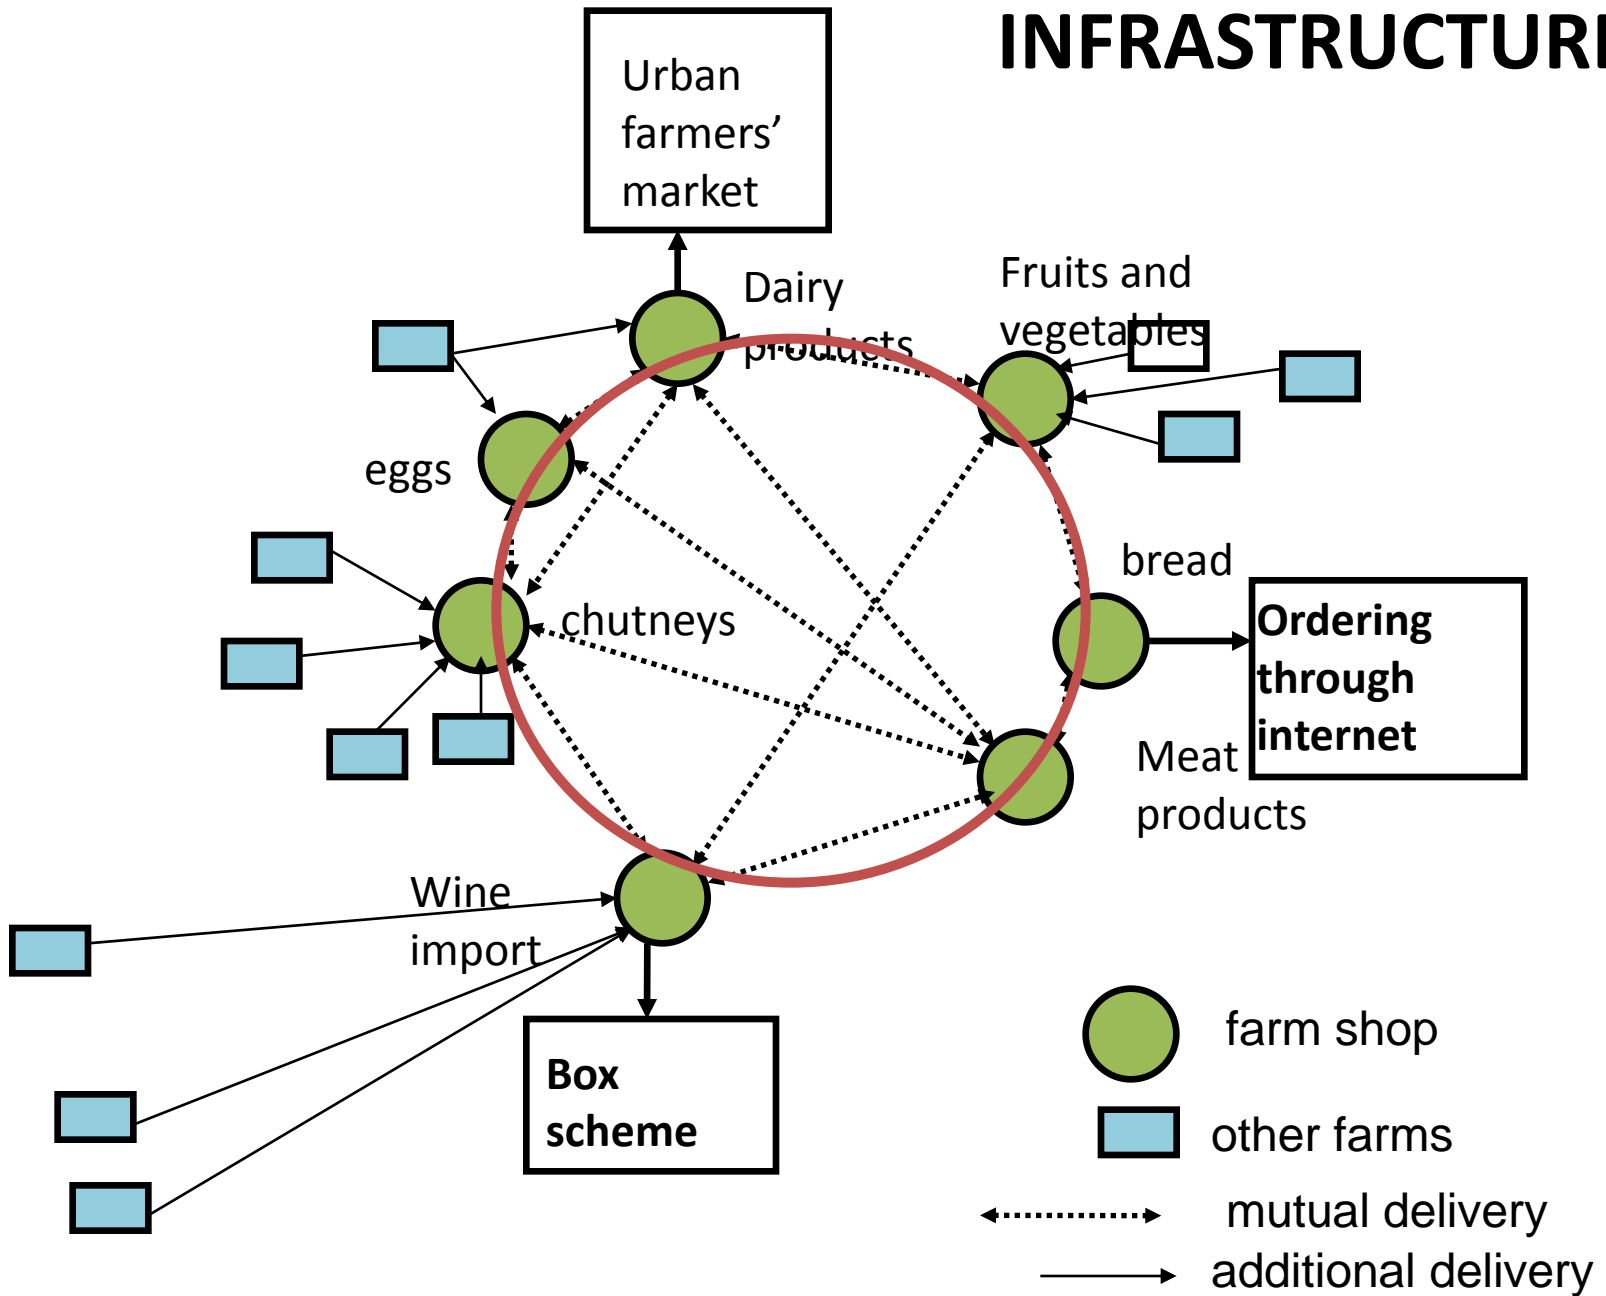 INFRASTRUCTURE
Urban
farmers’
market
Dairy
products
Fruits and
vegetables
eggs
bread
chutneys
Ordering
through
internet
Meat
products
Wine
import
Box
scheme
farm shop
other farms
mutual delivery
additional delivery